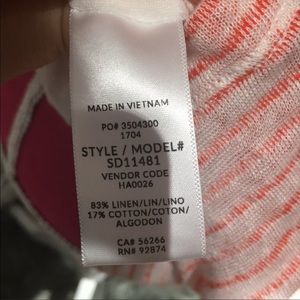 MADE IN VIETNAM
PO# 3504300
1704
STYLE / MODEL#
SD11481
VENDOR CODE
HA0026
83% LINEN/LIN/LINO
17% COTTON/COTON/
ALGODON
CA# 56266
RN# 92874